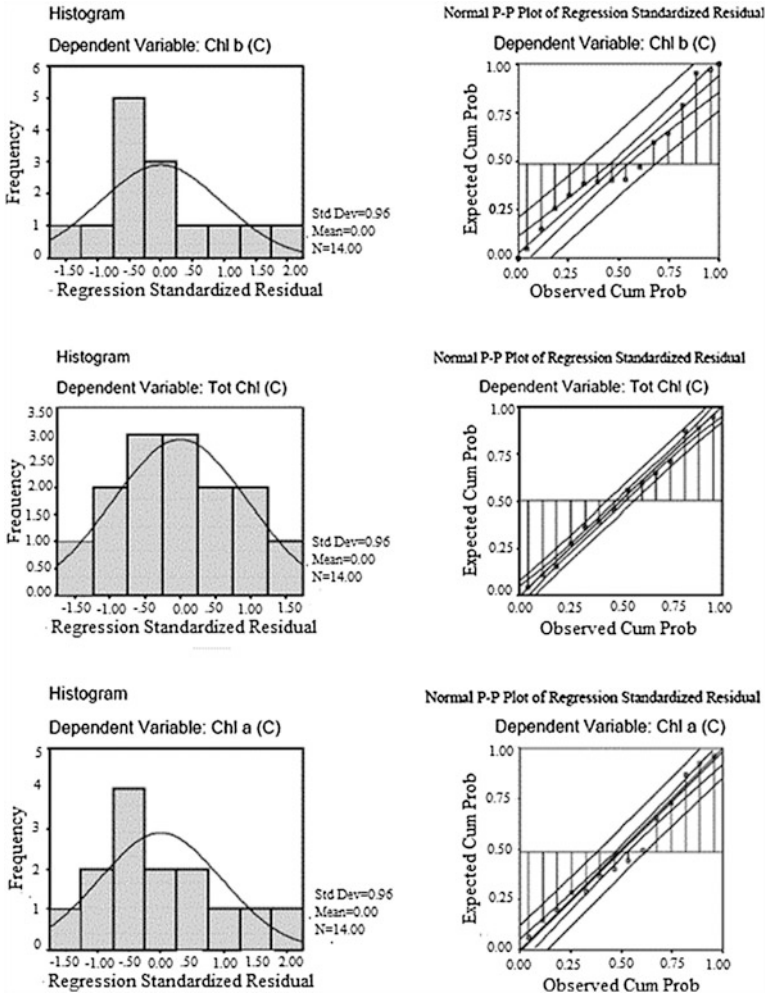 Histogram
Dependent Variable: Chl b (C)
6
5
4
3
2
1
0
Frequency
-1.50 -1.00 -.50 0.00 .50 1.00 1.50 2.00
Regression Standardized Residual
Std Dev=0.96
Mean=0.00
N=14.00
Normal P-P Plot of Regression Standardized Residual
Dependent Variable: Chl b (C)
1.00
0.75
0.50
0.25
0.00
Expected Cum Prob
0.00 0.25 0.50 0.75 1.00
Observed Cum Prob
Histogram
Dependent Variable: Tot Chl (C)
3.50
3.00
2.50
2.00
1.50
1.00
0.50
0.00
Frequency
-1.50 -1.00 -.50 0.00 .50 1.00 1.50
Regression Standardized Residual
Std Dev=0.96
Mean=0.00
N=14.00
Normal P-P Plot of Regression Standardized Residual
Dependent Variable: Tot Chl (C)
1.00
0.75
0.50
0.25
0.00
Expected Cum Prob
0.00 0.25 0.50 0.75 1.00
Observed Cum Prob
Histogram
Dependent Variable: Chl a (C)
5
4
3
2
1
0
Frequency
-1.50 -1.00 -.50 0.00 .50 1.00 1.50 2.00
Regression Standardized Residual
Std Dev=0.96
Mean=0.00
N=14.00
Normal P-P Plot of Regression Standardized Residual
Dependent Variable: Chl a (C)
1.00
0.75
0.50
0.25
0.00
Expected Cum Prob
0.00 0.25 0.50 0.75 1.00
Observed Cum Prob